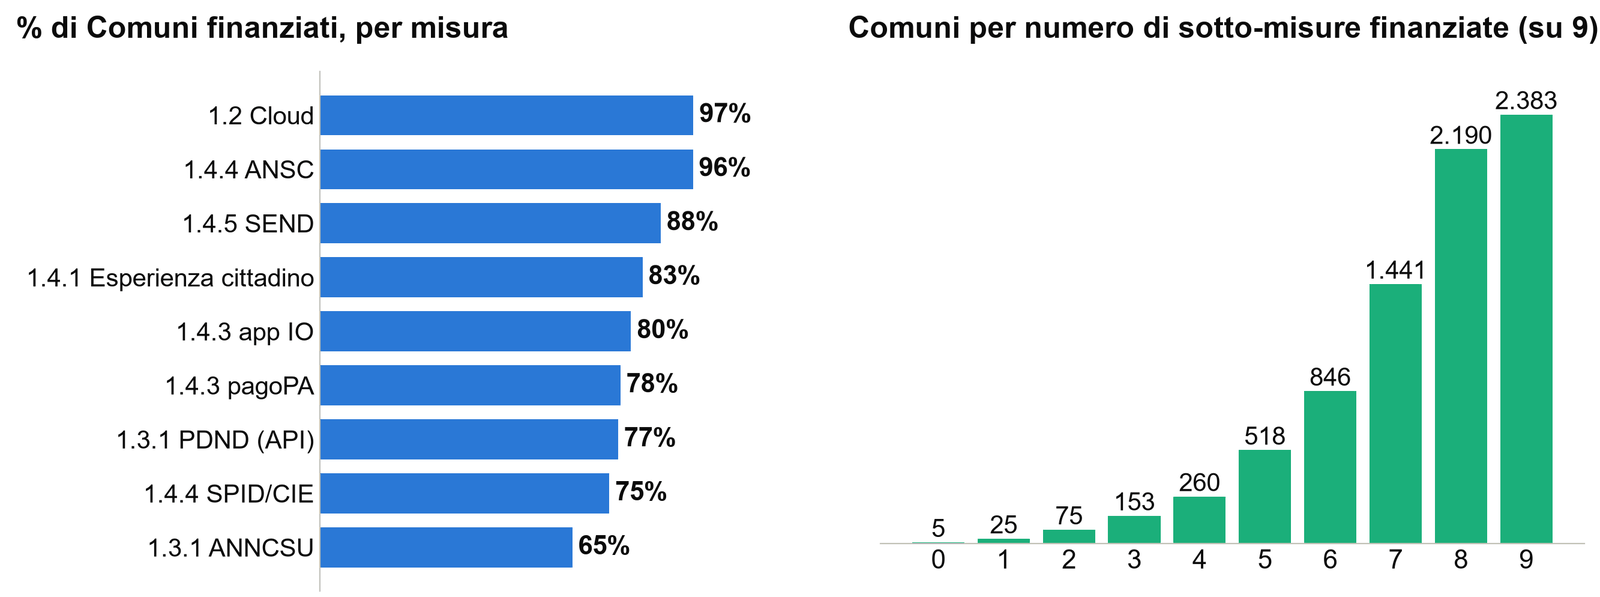 % di Comuni finanziati, per misura
1.2 Cloud 97%
1.4.4 ANSC 96%
1.4.5 SEND 88%
1.4.1 Esperienza cittadino 83%
1.4.3 app IO 80%
1.4.3 pagoPA 78%
1.3.1 PDND (API) 77%
1.4.4 SPID/CIE 75%
1.3.1 ANNCSU 65%
Comuni per numero di sotto-misure finanziate (su 9)
5 25 75 153 260 518 846 1.441 2.190 2.383
0 1 2 3 4 5 6 7 8 9